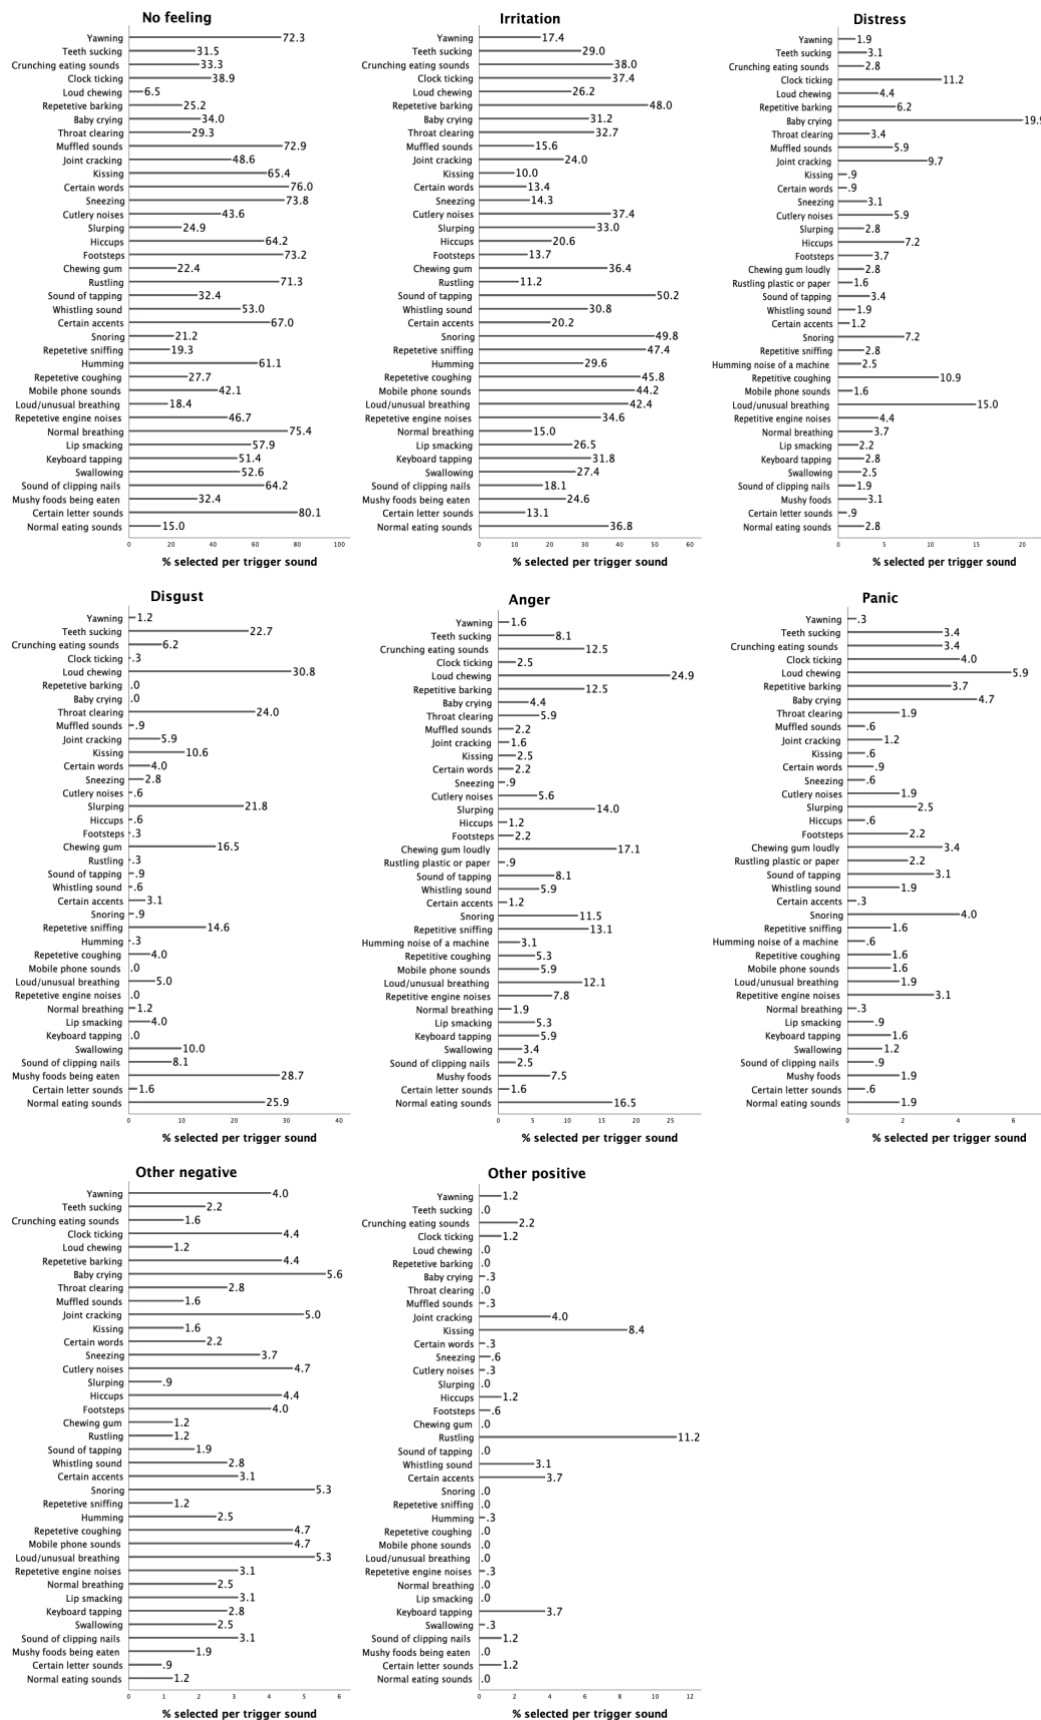 No feeling
Yawning 72.3
Teeth sucking 31.5
Crunching eating sounds 33.3
Clock ticking 38.9
Loud chewing 6.5
Repetetive barking 25.2
Baby crying 34.0
Throat clearing 29.3
Muffled sounds 72.9
Joint cracking 48.6
Kissing 65.4
Certain words 76.0
Sneezing 73.8
Cutlery noises 43.6
Slurping 24.9
Hiccups 64.2
Footsteps 73.2
Chewing gum 22.4
Rustling 71.3
Sound of tapping 32.4
Whistling sound 53.0
Certain accents 67.0
Snoring 21.2
Repetetive sniffing 19.3
Humming 61.1
Repetetive coughing 27.7
Mobile phone sounds 42.1
Loud/unusual breathing 18.4
Repetetive engine noises 46.7
Normal breathing 75.4
Lip smacking 57.9
Keyboard tapping 51.4
Swallowing 52.6
Sound of clipping nails 64.2
Mushy foods being eaten 32.4
Certain letter sounds 80.1
Normal eating sounds 15.0
0 20 40 60 80 100
% selected per trigger sound
Irritation
Yawning 17.4
Teeth sucking 29.0
Crunching eating sounds 38.0
Clock ticking 37.4
Loud chewing 26.2
Repetetive barking 48.0
Baby crying 31.2
Throat clearing 32.7
Muffled sounds 15.6
Joint cracking 24.0
Kissing 10.0
Certain words 13.4
Sneezing 14.3
Cutlery noises 37.4
Slurping 33.0
Hiccups 20.6
Footsteps 13.7
Chewing gum 36.4
Rustling 11.2
Sound of tapping 50.2
Whistling sound 30.8
Certain accents 20.2
Snoring 49.8
Repetetive sniffing 47.4
Humming 29.6
Repetetive coughing 45.8
Mobile phone sounds 44.2
Loud/unusual breathing 42.4
Repetetive engine noises 34.6
Normal breathing 15.0
Lip smacking 26.5
Keyboard tapping 31.8
Swallowing 27.4
Sound of clipping nails 18.1
Mushy foods being eaten 24.6
Certain letter sounds 13.1
Normal eating sounds 36.8
0 10 20 30 40 50 60
% selected per trigger sound
Distress
Yawning 1.9
Teeth sucking 3.1
Crunching eating sounds 2.8
Clock ticking 11.2
Loud chewing 4.4
Repetitive barking 6.2
Baby crying 19.9
Throat clearing 3.4
Muffled sounds 5.9
Joint cracking 9.7
Kissing .9
Certain words .9
Sneezing 3.1
Cutlery noises 5.9
Slurping 2.8
Hiccups 7.2
Footsteps 3.7
Chewing gum loudly 2.8
Rustling plastic or paper 1.6
Sound of tapping 3.4
Whistling sound 1.9
Certain accents 1.2
Snoring 7.2
Repetitive sniffing 2.8
Humming noise of a machine 2.5
Repetitive coughing 10.9
Mobile phone sounds 1.6
Loud/unusual breathing 15.0
Repetitive engine noises 4.4
Normal breathing 3.7
Lip smacking 2.2
Keyboard tapping 2.8
Swallowing 2.5
Sound of clipping nails 1.9
Mushy foods 3.1
Certain letter sounds .9
Normal eating sounds 2.8
0 5 10 15 20
% selected per trigger sound
Disgust
Yawning 1.2
Teeth sucking 22.7
Crunching eating sounds 6.2
Clock ticking .3
Loud chewing 30.8
Repetetive barking .0
Baby crying .0
Throat clearing 24.0
Muffled sounds .9
Joint cracking 5.9
Kissing 10.6
Certain words 4.0
Sneezing 2.8
Cutlery noises .6
Slurping 21.8
Hiccups .6
Footsteps .3
Chewing gum 16.5
Rustling .3
Sound of tapping .9
Whistling sound .6
Certain accents 3.1
Snoring .9
Repetetive sniffing 14.6
Humming .3
Repetetive coughing 4.0
Mobile phone sounds .0
Loud/unusual breathing 5.0
Repetetive engine noises .0
Normal breathing 1.2
Lip smacking 4.0
Keyboard tapping .0
Swallowing 10.0
Sound of clipping nails 8.1
Mushy foods being eaten 28.7
Certain letter sounds 1.6
Normal eating sounds 25.9
0 10 20 30 40
% selected per trigger sound
Anger
Yawning 1.6
Teeth sucking 8.1
Crunching eating sounds 12.5
Clock ticking 2.5
Loud chewing 24.9
Repetitive barking 12.5
Baby crying 4.4
Throat clearing 5.9
Muffled sounds 2.2
Joint cracking 1.6
Kissing 2.5
Certain words 2.2
Sneezing .9
Cutlery noises 5.6
Slurping 14.0
Hiccups 1.2
Footsteps 2.2
Chewing gum loudly 17.1
Rustling plastic or paper .9
Sound of tapping 8.1
Whistling sound 5.9
Certain accents 1.2
Snoring 11.5
Repetitive sniffing 13.1
Humming noise of a machine 3.1
Repetitive coughing 5.3
Mobile phone sounds 5.9
Loud/unusual breathing 12.1
Repetitive engine noises 7.8
Normal breathing 1.9
Lip smacking 5.3
Keyboard tapping 5.9
Swallowing 3.4
Sound of clipping nails 2.5
Mushy foods 7.5
Certain letter sounds 1.6
Normal eating sounds 16.5
0 5 10 15 20 25
% selected per trigger sound
Panic
Yawning .3
Teeth sucking 3.4
Crunching eating sounds 3.4
Clock ticking 4.0
Loud chewing 5.9
Repetitive barking 3.7
Baby crying 4.7
Throat clearing 1.9
Muffled sounds .6
Joint cracking 1.2
Kissing .6
Certain words .9
Sneezing .6
Cutlery noises 1.9
Slurping 2.5
Hiccups .6
Footsteps 2.2
Chewing gum loudly 3.4
Rustling plastic or paper 2.2
Sound of tapping 3.1
Whistling sound 1.9
Certain accents .3
Snoring 4.0
Repetitive sniffing 1.6
Humming noise of a machine .6
Repetitive coughing 1.6
Mobile phone sounds 1.6
Loud/unusual breathing 1.9
Repetitive engine noises 3.1
Normal breathing .3
Lip smacking .9
Keyboard tapping 1.6
Swallowing 1.2
Sound of clipping nails .9
Mushy foods 1.9
Certain letter sounds .6
Normal eating sounds 1.9
0 2 4 6
% selected per trigger sound
Other negative
Yawning 4.0
Teeth sucking 2.2
Crunching eating sounds 1.6
Clock ticking 4.4
Loud chewing 1.2
Repetetive barking 4.4
Baby crying 5.6
Throat clearing 2.8
Muffled sounds 1.6
Joint cracking 5.0
Kissing 1.6
Certain words 2.2
Sneezing 3.7
Cutlery noises 4.7
Slurping .9
Hiccups 4.4
Footsteps 4.0
Chewing gum 1.2
Rustling 1.2
Sound of tapping 1.9
Whistling sound 2.8
Certain accents 3.1
Snoring 5.3
Repetetive sniffing 1.2
Humming 2.5
Repetetive coughing 4.7
Mobile phone sounds 4.7
Loud/unusual breathing 5.3
Repetetive engine noises 3.1
Normal breathing 2.5
Lip smacking 3.1
Keyboard tapping 2.8
Swallowing 2.5
Sound of clipping nails 3.1
Mushy foods being eaten 1.9
Certain letter sounds .9
Normal eating sounds 1.2
0 1 2 3 4 5 6
% selected per trigger sound
Other positive
Yawning 1.2
Teeth sucking .0
Crunching eating sounds 2.2
Clock ticking 1.2
Loud chewing .0
Repetetive barking .0
Baby crying .3
Throat clearing .0
Muffled sounds .3
Joint cracking 4.0
Kissing 8.4
Certain words .3
Sneezing .6
Cutlery noises .3
Slurping .0
Hiccups 1.2
Footsteps .6
Chewing gum .0
Rustling 11.2
Sound of tapping .0
Whistling sound 3.1
Certain accents 3.7
Snoring .0
Repetetive sniffing .0
Humming .3
Repetetive coughing .0
Mobile phone sounds .0
Loud/unusual breathing .0
Repetetive engine noises .3
Normal breathing .0
Lip smacking .0
Keyboard tapping 3.7
Swallowing .3
Sound of clipping nails 1.2
Mushy foods being eaten .0
Certain letter sounds 1.2
Normal eating sounds .0
0 2 4 6 8 10 12
% selected per trigger sound